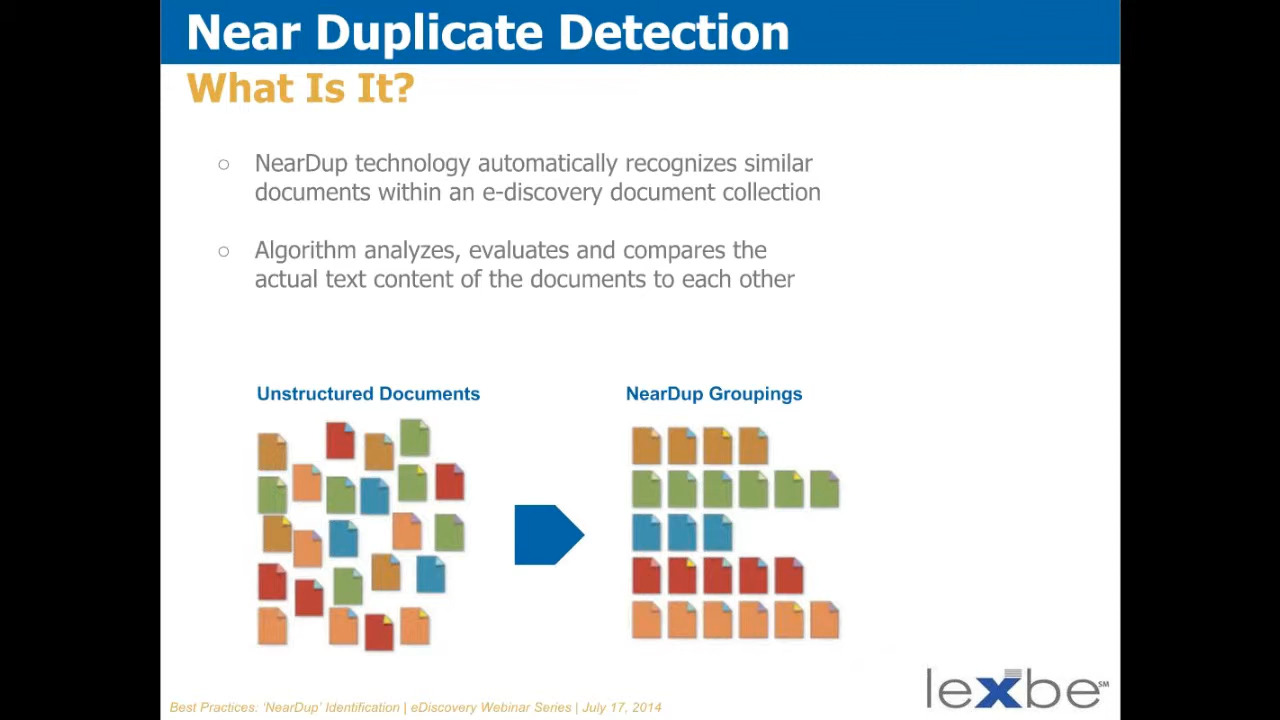 Near Duplicate Detection
What Is It?
○ NearDup technology automatically recognizes similar
documents within an e-discovery document collection
○ Algorithm analyzes, evaluates and compares the
actual text content of the documents to each other
Unstructured Documents
NearDup Groupings
lexbe SM
Best Practices: 'NearDup' Identification | eDiscovery Webinar Series | July 17, 2014